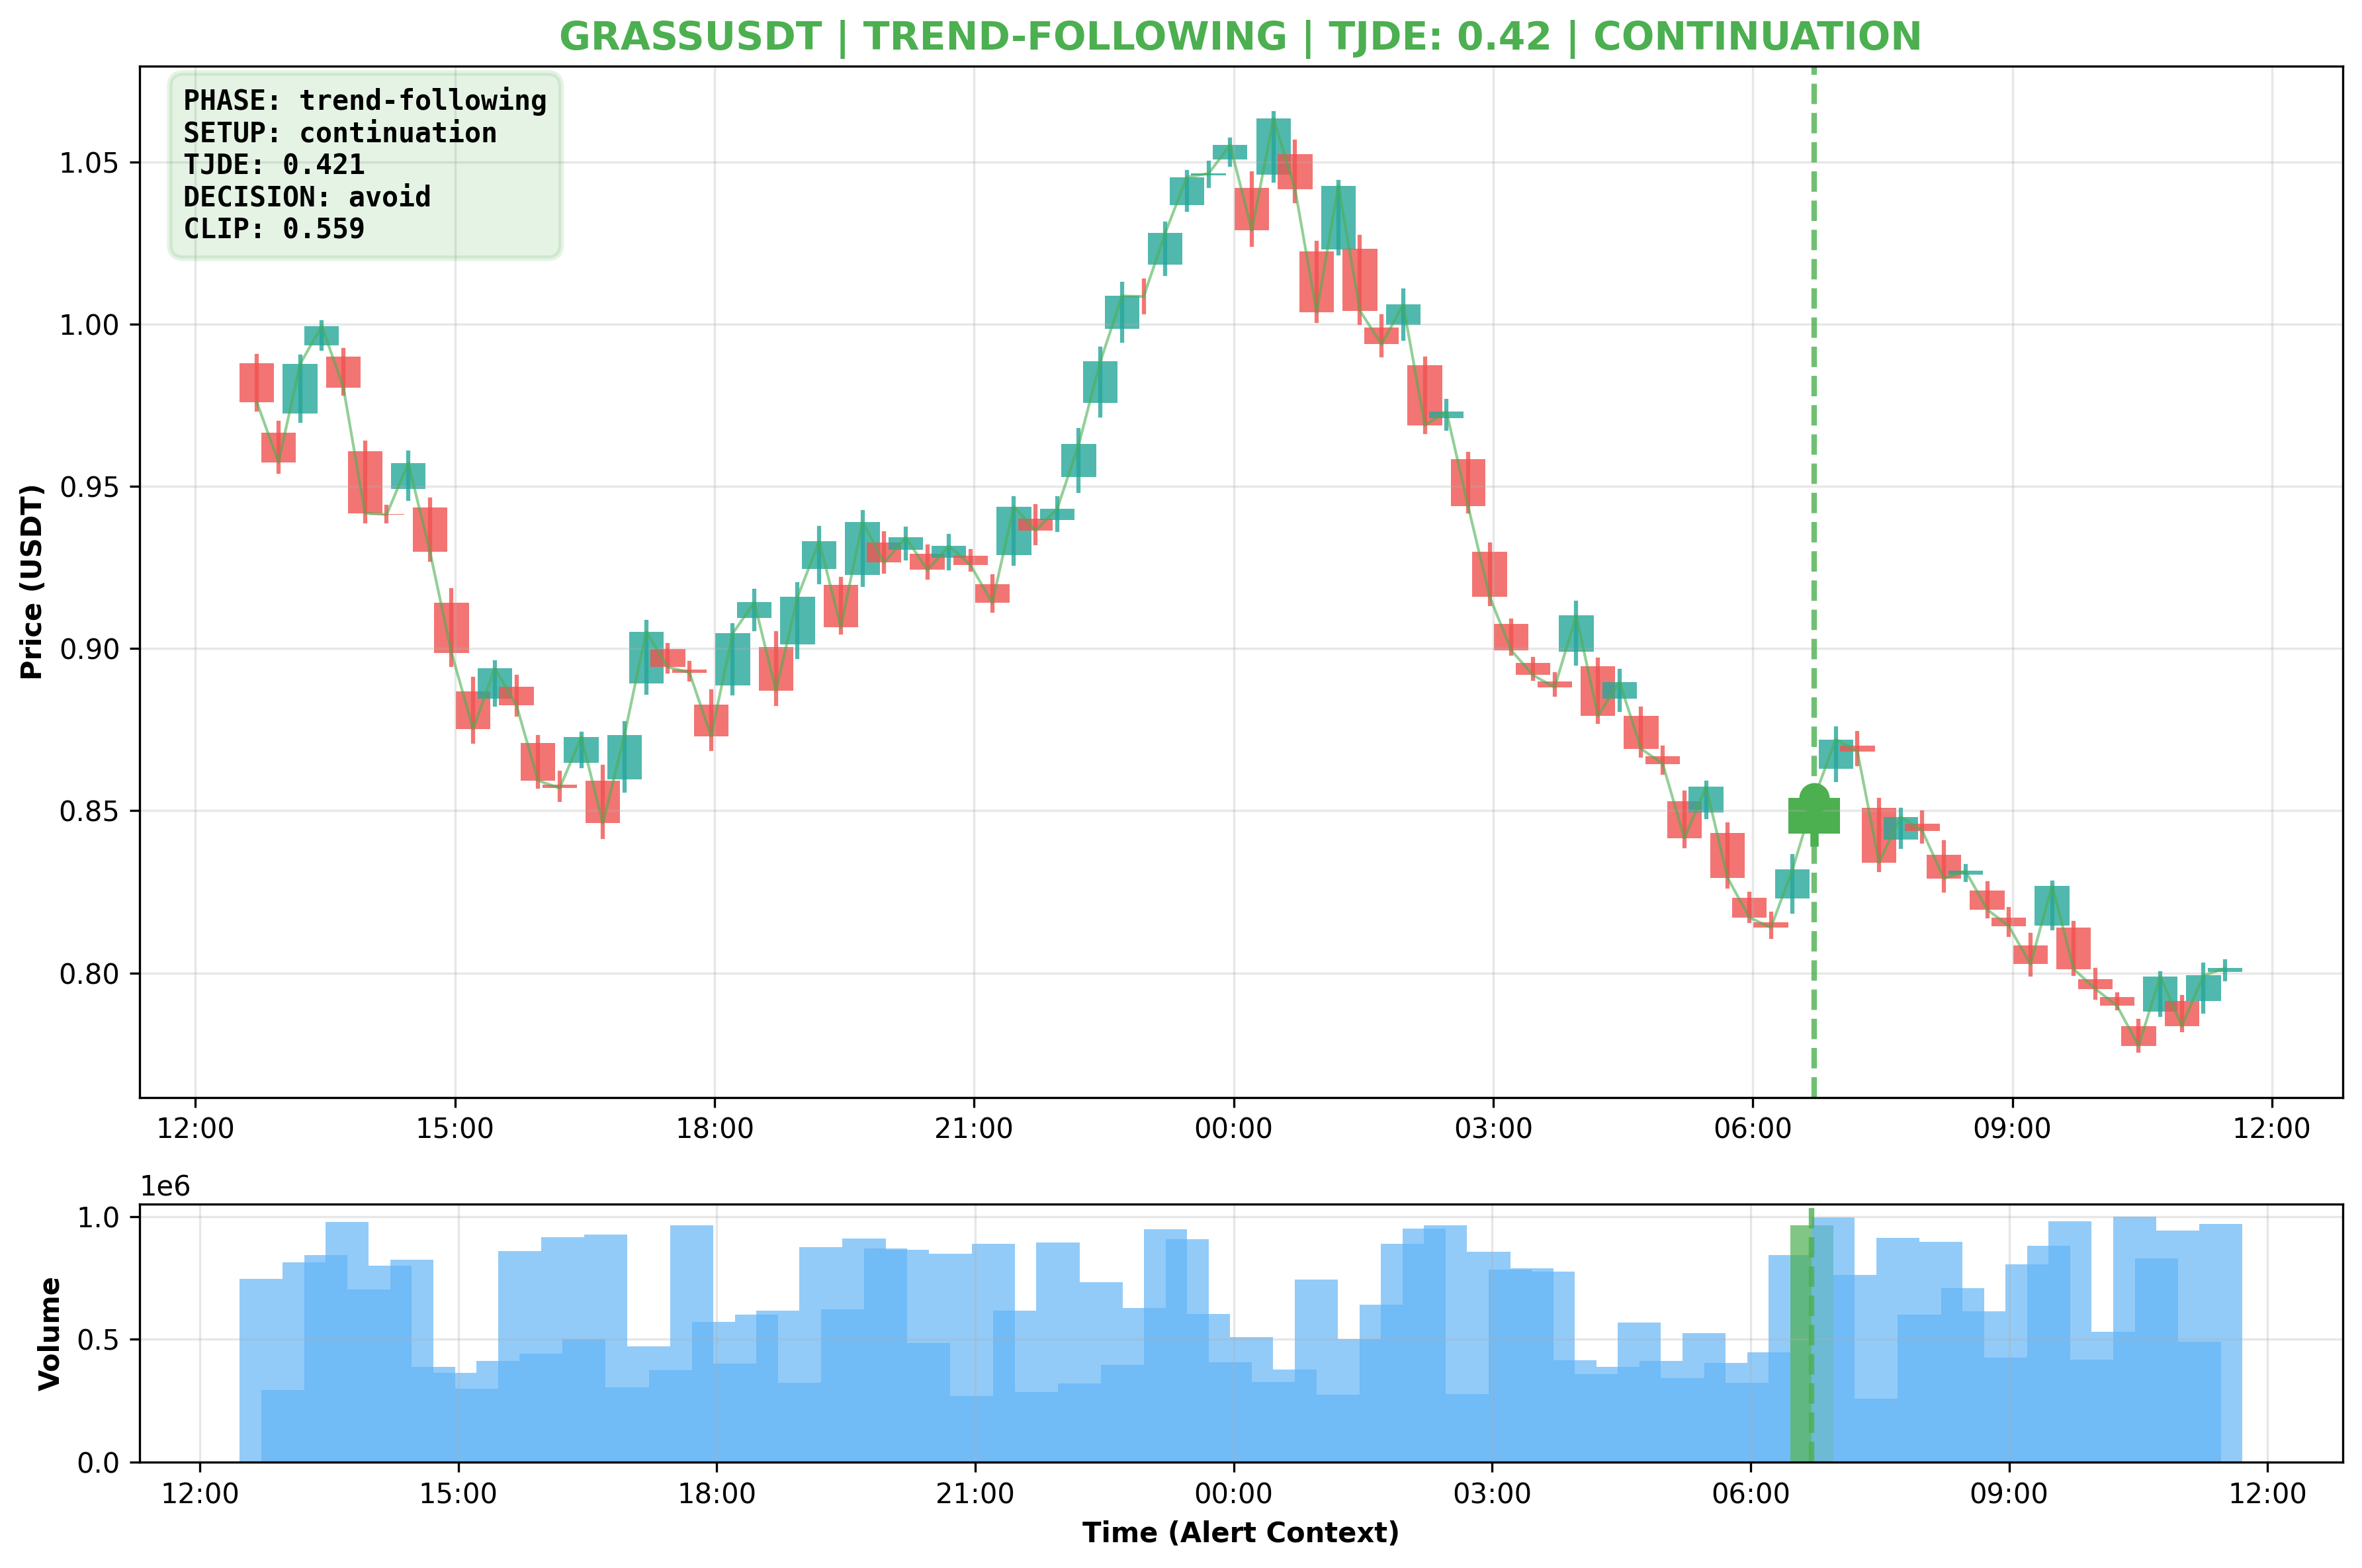 GRASSUSDT | TREND-FOLLOWING | TJDE: 0.42 | CONTINUATION
PHASE: trend-following
SETUP: continuation
TJDE: 0.421
DECISION: avoid
CLIP: 0.559
Price (USDT)
1.05
1.00
0.95
0.90
0.85
0.80
12:00 15:00 18:00 21:00 00:00 03:00 06:00 09:00 12:00
1e6
Volume
1.0
0.5
0.0
12:00 15:00 18:00 21:00 00:00 03:00 06:00 09:00 12:00
Time (Alert Context)